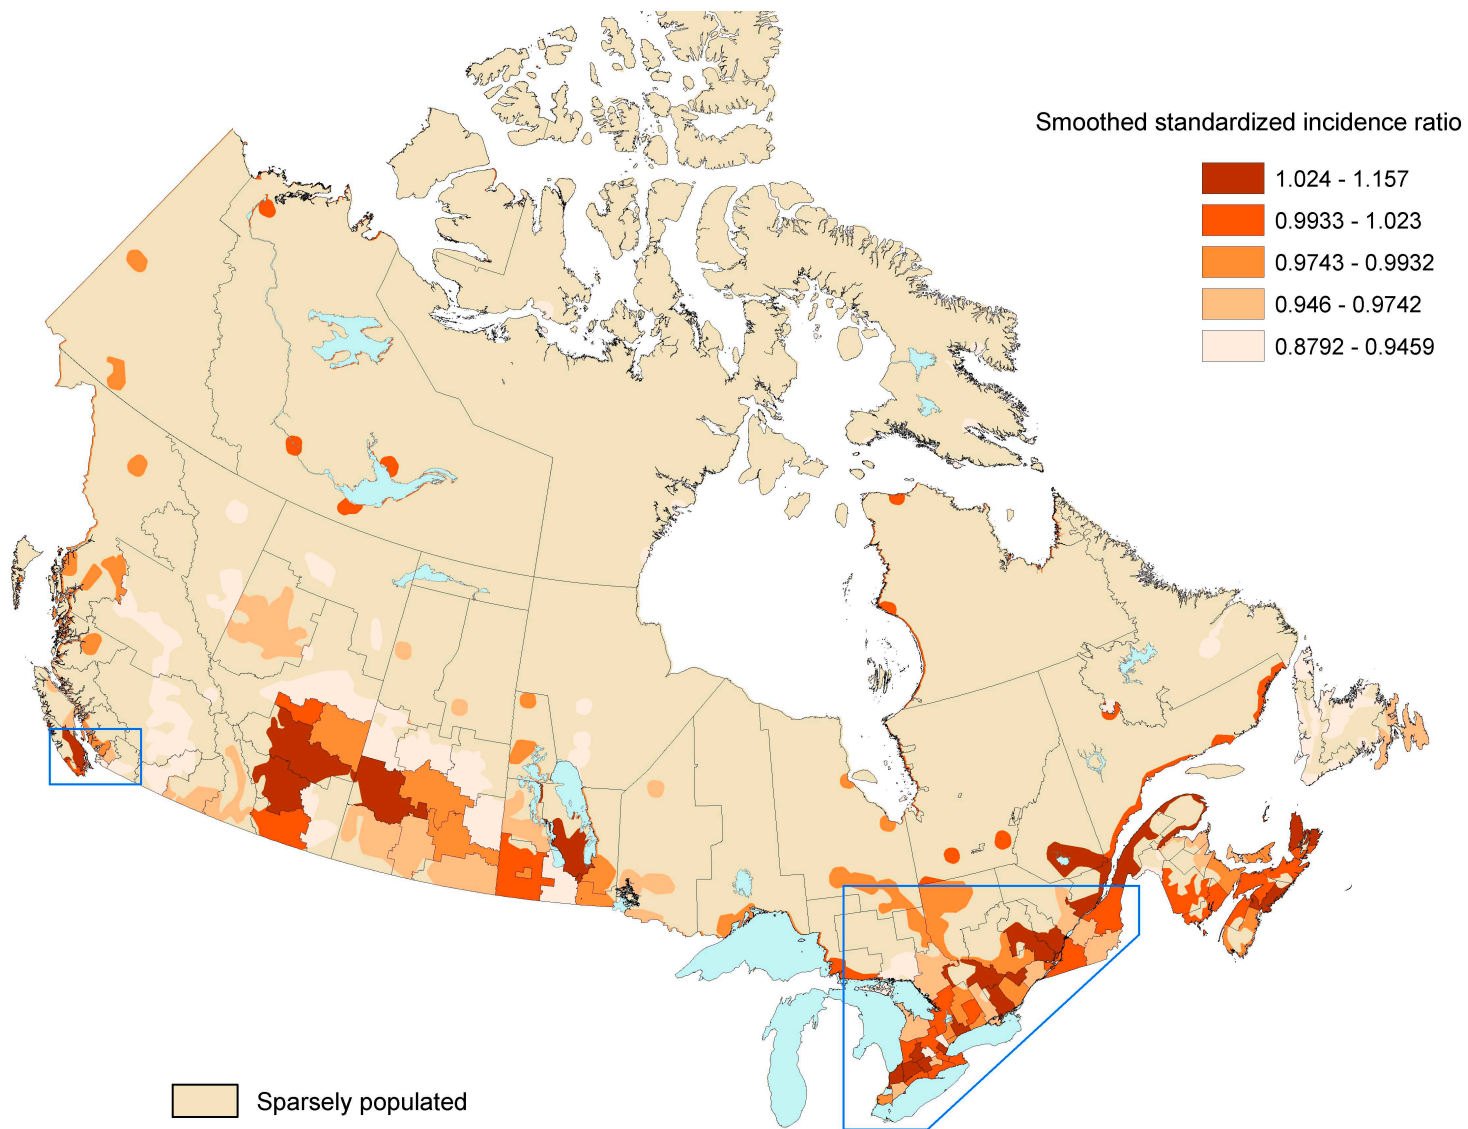 Smoothed standardized incidence ratio
1.024 - 1.157
0.9933 - 1.023
0.9743 - 0.9932
0.946 - 0.9742
0.8792 - 0.9459
Sparsely populated